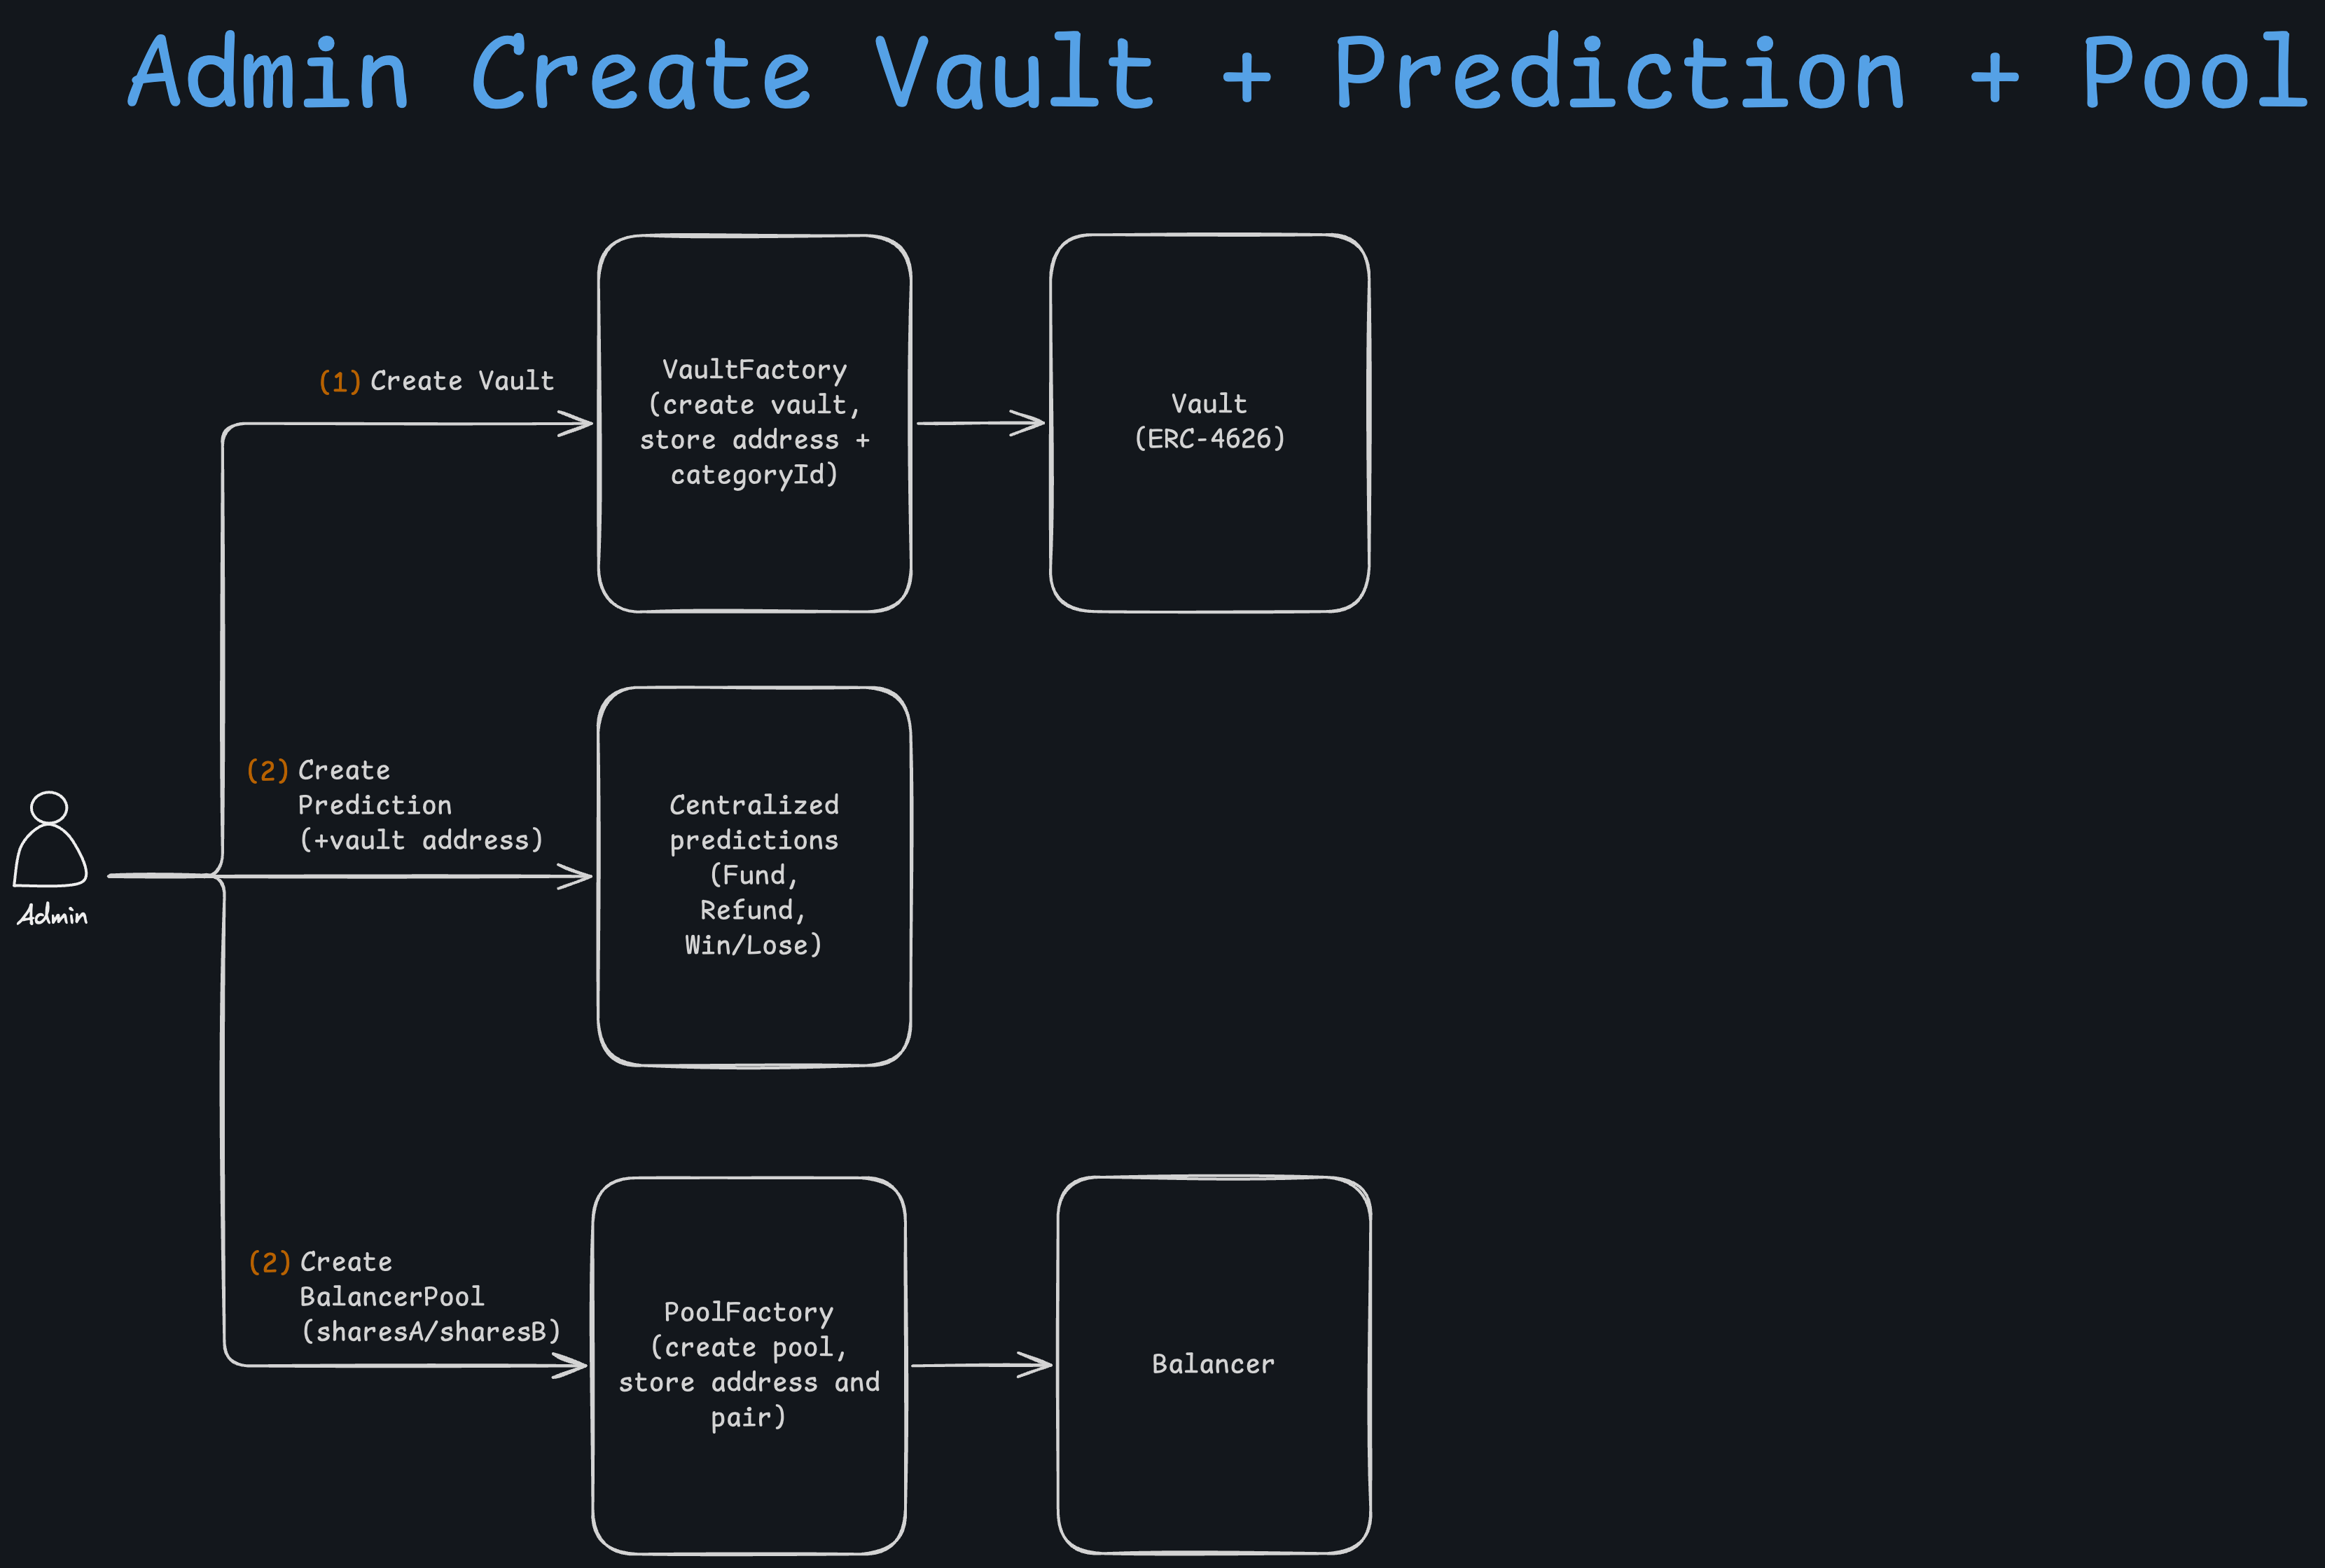 Admin Create Vault + Prediction + Pool
(1) Create Vault
VaultFactory
(create vault,
store address +
categoryId)
Vault
(ERC-4626)
(2) Create
Prediction
(+vault address)
Admin
Centralized
predictions
(Fund,
Refund,
Win/Lose)
(2) Create
BalancerPool
(sharesA/sharesB)
PoolFactory
(create pool,
store address and
pair)
Balancer